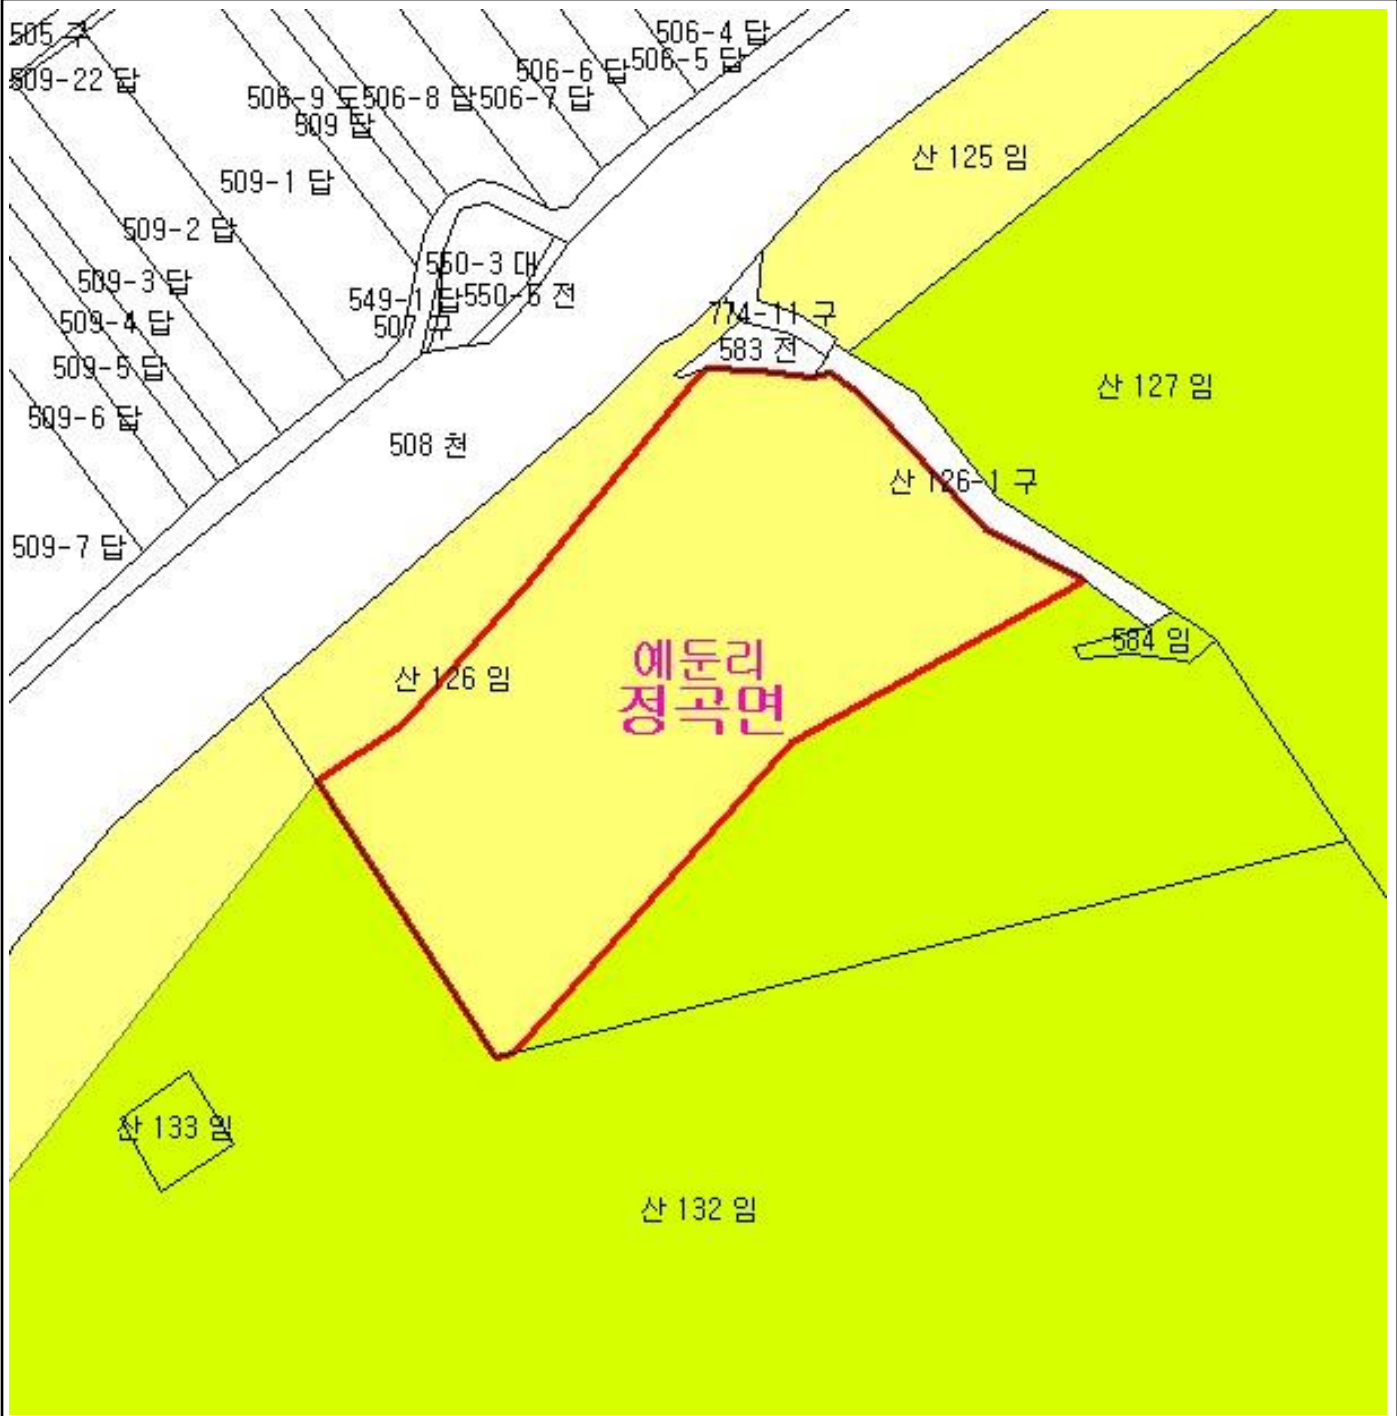 506-4 답
505 구
506-5 답
506-6 답
509-22 답
506-9 도
506-8 답
506-7 답
509 답
산 125 임
509-1 답
509-2 답
550-3 대
509-3 답
549-1 답
550-5 전
774-11 구
509-4 답
507 구
583 전
509-5 답
산 127 임
509-6 답
508 천
산 126-1 구
509-7 답
584 임
예둔리
산 126 임
정곡면
산 133 임
산 132 임